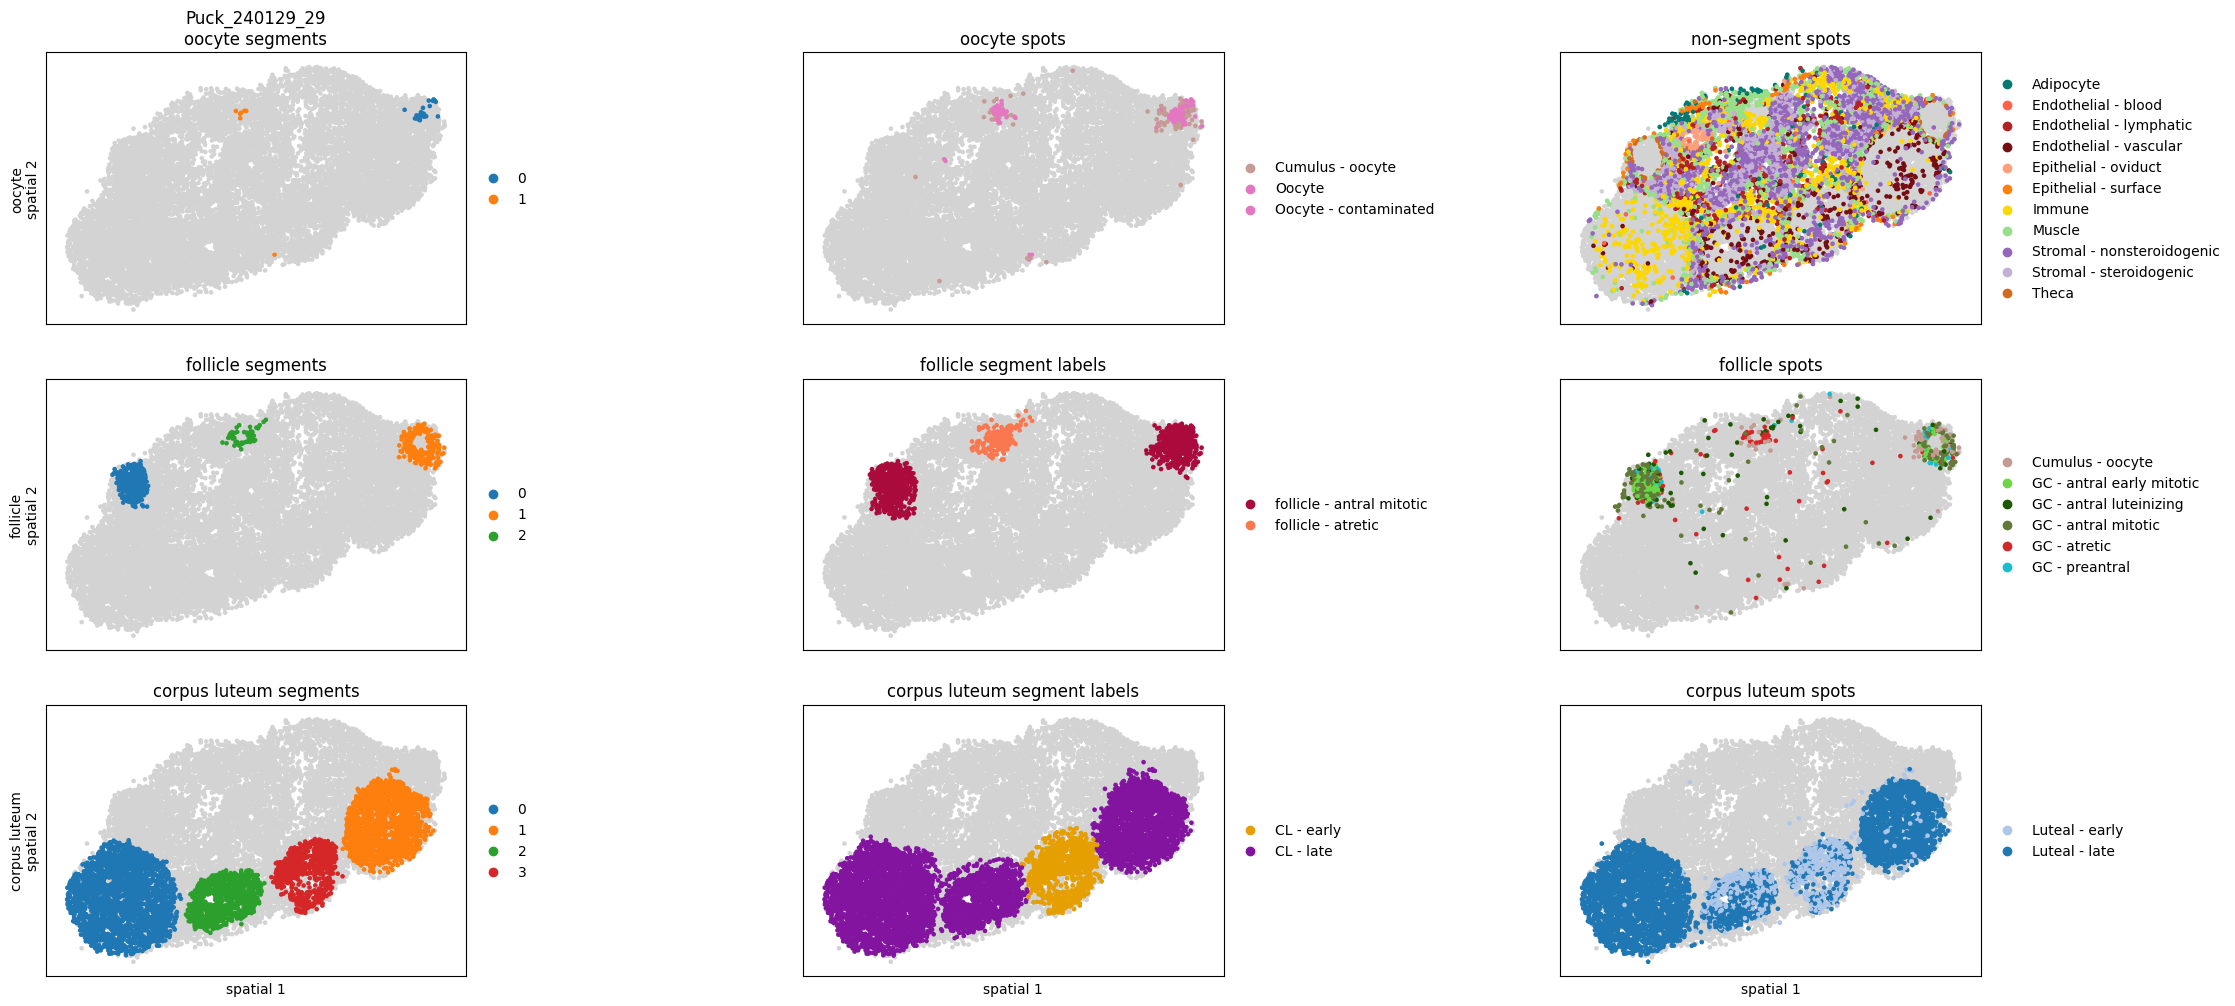 Puck_240129_29
oocyte segments
oocyte
spatial 2
0
1
oocyte spots
Cumulus - oocyte
Oocyte
Oocyte - contaminated
non-segment spots
Adipocyte
Endothelial - blood
Endothelial - lymphatic
Endothelial - vascular
Epithelial - oviduct
Epithelial - surface
Immune
Muscle
Stromal - nonsteroidogenic
Stromal - steroidogenic
Theca
follicle segments
follicle
spatial 2
0
1
2
follicle segment labels
follicle - antral mitotic
follicle - atretic
follicle spots
Cumulus - oocyte
GC - antral early mitotic
GC - antral luteinizing
GC - antral mitotic
GC - atretic
GC - preantral
corpus luteum segments
corpus luteum
spatial 2
0
1
2
3
spatial 1
corpus luteum segment labels
CL - early
CL - late
spatial 1
corpus luteum spots
Luteal - early
Luteal - late
spatial 1